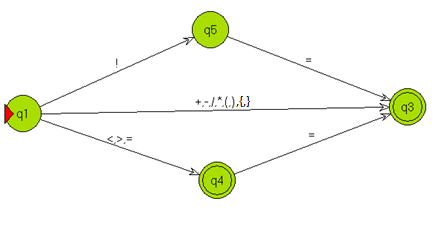 q5
!
=
q1
+,-,/,*,(,),{,}
q3
<,>,=
=
q4